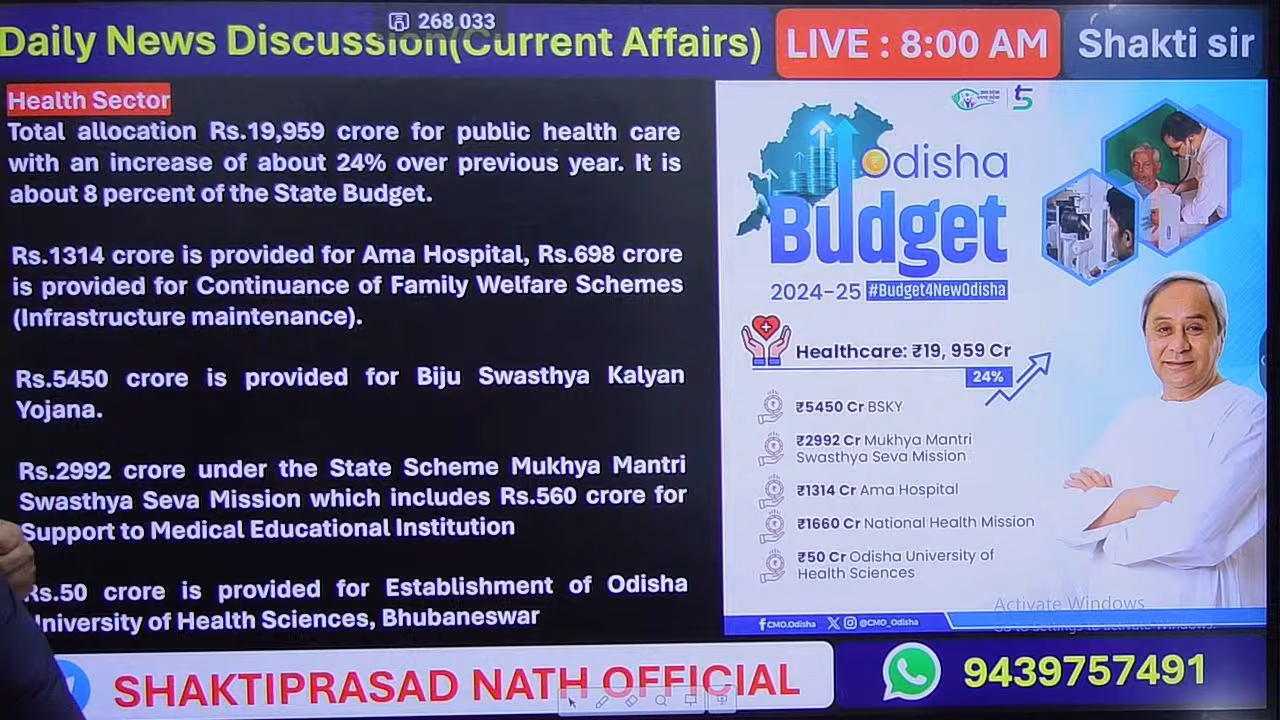 268 033
Daily News Discussion(Current Affairs)
LIVE : 8:00 AM
Shakti sir
Health Sector
Total allocation Rs.19,959 crore for public health care
with an increase of about 24% over previous year. It is
about 8 percent of the State Budget.
Rs.1314 crore is provided for Ama Hospital, Rs.698 crore
is provided for Continuance of Family Welfare Schemes
(Infrastructure maintenance).
Rs.5450 crore is provided for Biju Swasthya Kalyan
Yojana.
Rs.2992 crore under the State Scheme Mukhya Mantri
Swasthya Seva Mission which includes Rs.560 crore for
Support to Medical Educational Institution
Rs.50 crore is provided for Establishment of Odisha
University of Health Sciences, Bhubaneswar
5
Odisha
Budget
2024-25 #Budget4NewOdisha
Healthcare: ₹19, 959 Cr
24%
₹5450 Cr BSKY
₹2992 Cr Mukhya Mantri
Swasthya Seva Mission
₹1314 Cr Ama Hospital
₹1660 Cr National Health Mission
₹50 Cr Odisha University of
Health Sciences
Activate Windows
Go to Settings to activate Windows.
CMO.Odisha
@CMO_Odisha
SHAKTIPRASAD NATH OFFICIAL
9439757491